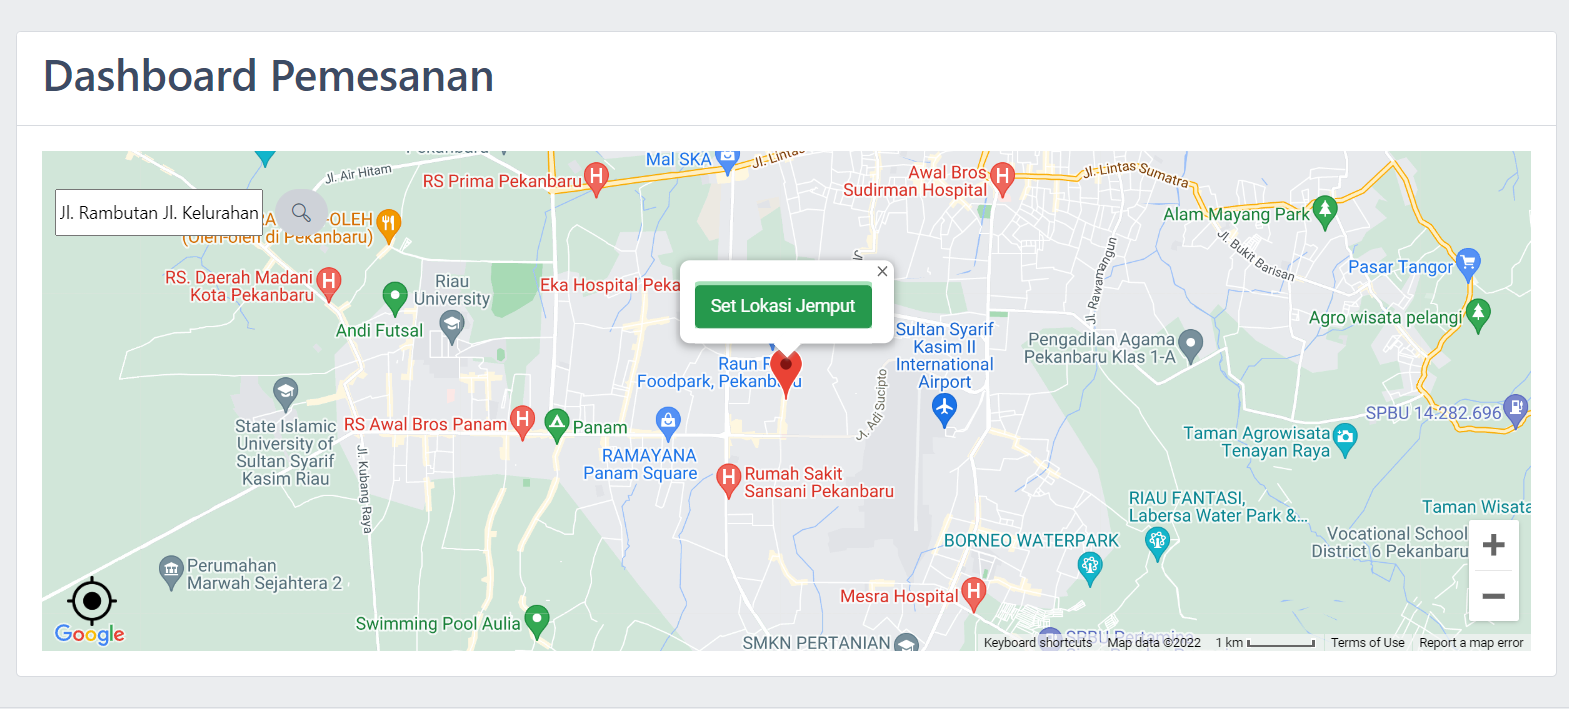 Dashboard Pemesanan
Jl. Air Hitam
RS Prima Pekanbaru
Mal SKA
Jl. Lintas
Awal Bros
Sudirman Hospital
Jl. Lintas Sumatra
Alam Mayang Park
Jl. Rambutan Jl. Kelurahan
-OLEH
(Oleh-oleh di Pekanbaru)
Jl. Bukit Barisan
Jl. Rawamangun
Pasar Tangor
RS. Daerah Madani
Kota Pekanbaru
Riau
University
Eka Hospital Peka
Set Lokasi Jemput
Andi Futsal
Agro wisata pelangi
Sultan Syarif
Kasim II
International
Airport
Pengadilan Agama
Pekanbaru Klas 1-A
Raun P
Foodpark, Pekanbaru
Jl. Adi Sucipto
State Islamic
University of
Sultan Syarif
Kasim Riau
RS Awal Bros Panam
Panam
SPBU 14.282.696
Taman Agrowisata
Tenayan Raya
RAMAYANA
Panam Square
Jl. Kubang Raya
Rumah Sakit
Sansani Pekanbaru
RIAU FANTASI,
Labersa Water Park &...
Taman Wisata
Vocational School
District 6 Pekanbaru
BORNEO WATERPARK
Perumahan
Marwah Sejahtera 2
Mesra Hospital
Swimming Pool Aulia
Google
SMKN PERTANIAN
SPBU Pertamina
Keyboard shortcuts
Map data ©2022
1 km
Terms of Use
Report a map error